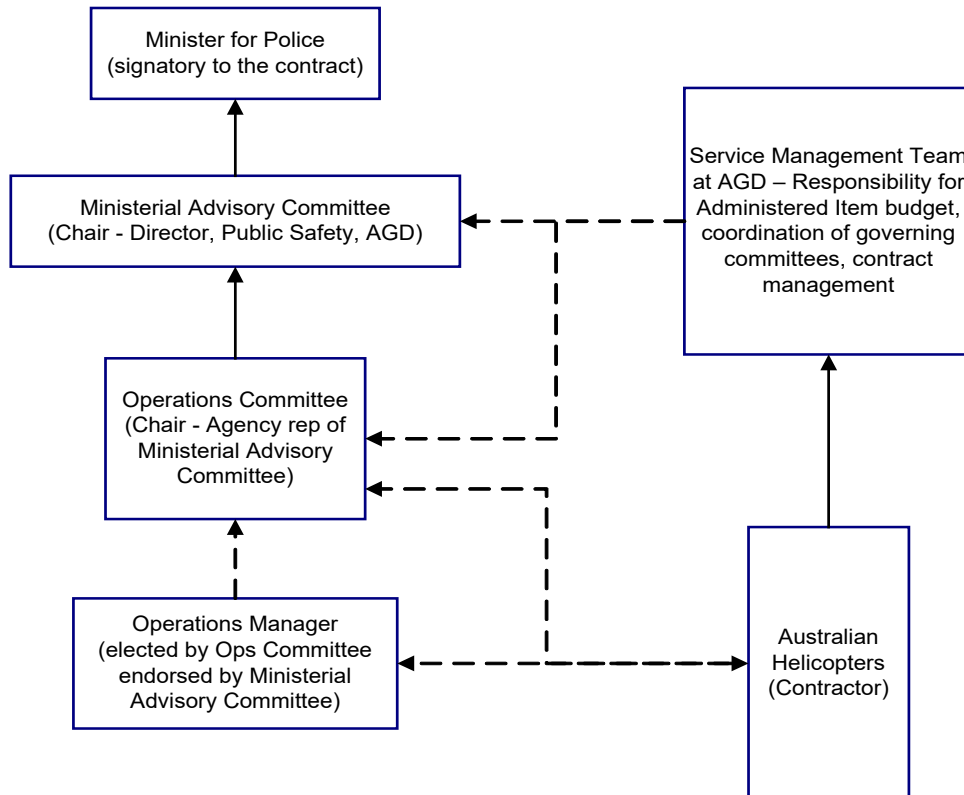 Minister for Police
(signatory to the contract)
Ministerial Advisory Committee
(Chair - Director, Public Safety, AGD)
Service Management Team
at AGD – Responsibility for
Administered Item budget,
coordination of governing
committees, contract
management
Operations Committee
(Chair - Agency rep of
Ministerial Advisory
Committee)
Operations Manager
(elected by Ops Committee
endorsed by Ministerial
Advisory Committee)
Australian
Helicopters
(Contractor)